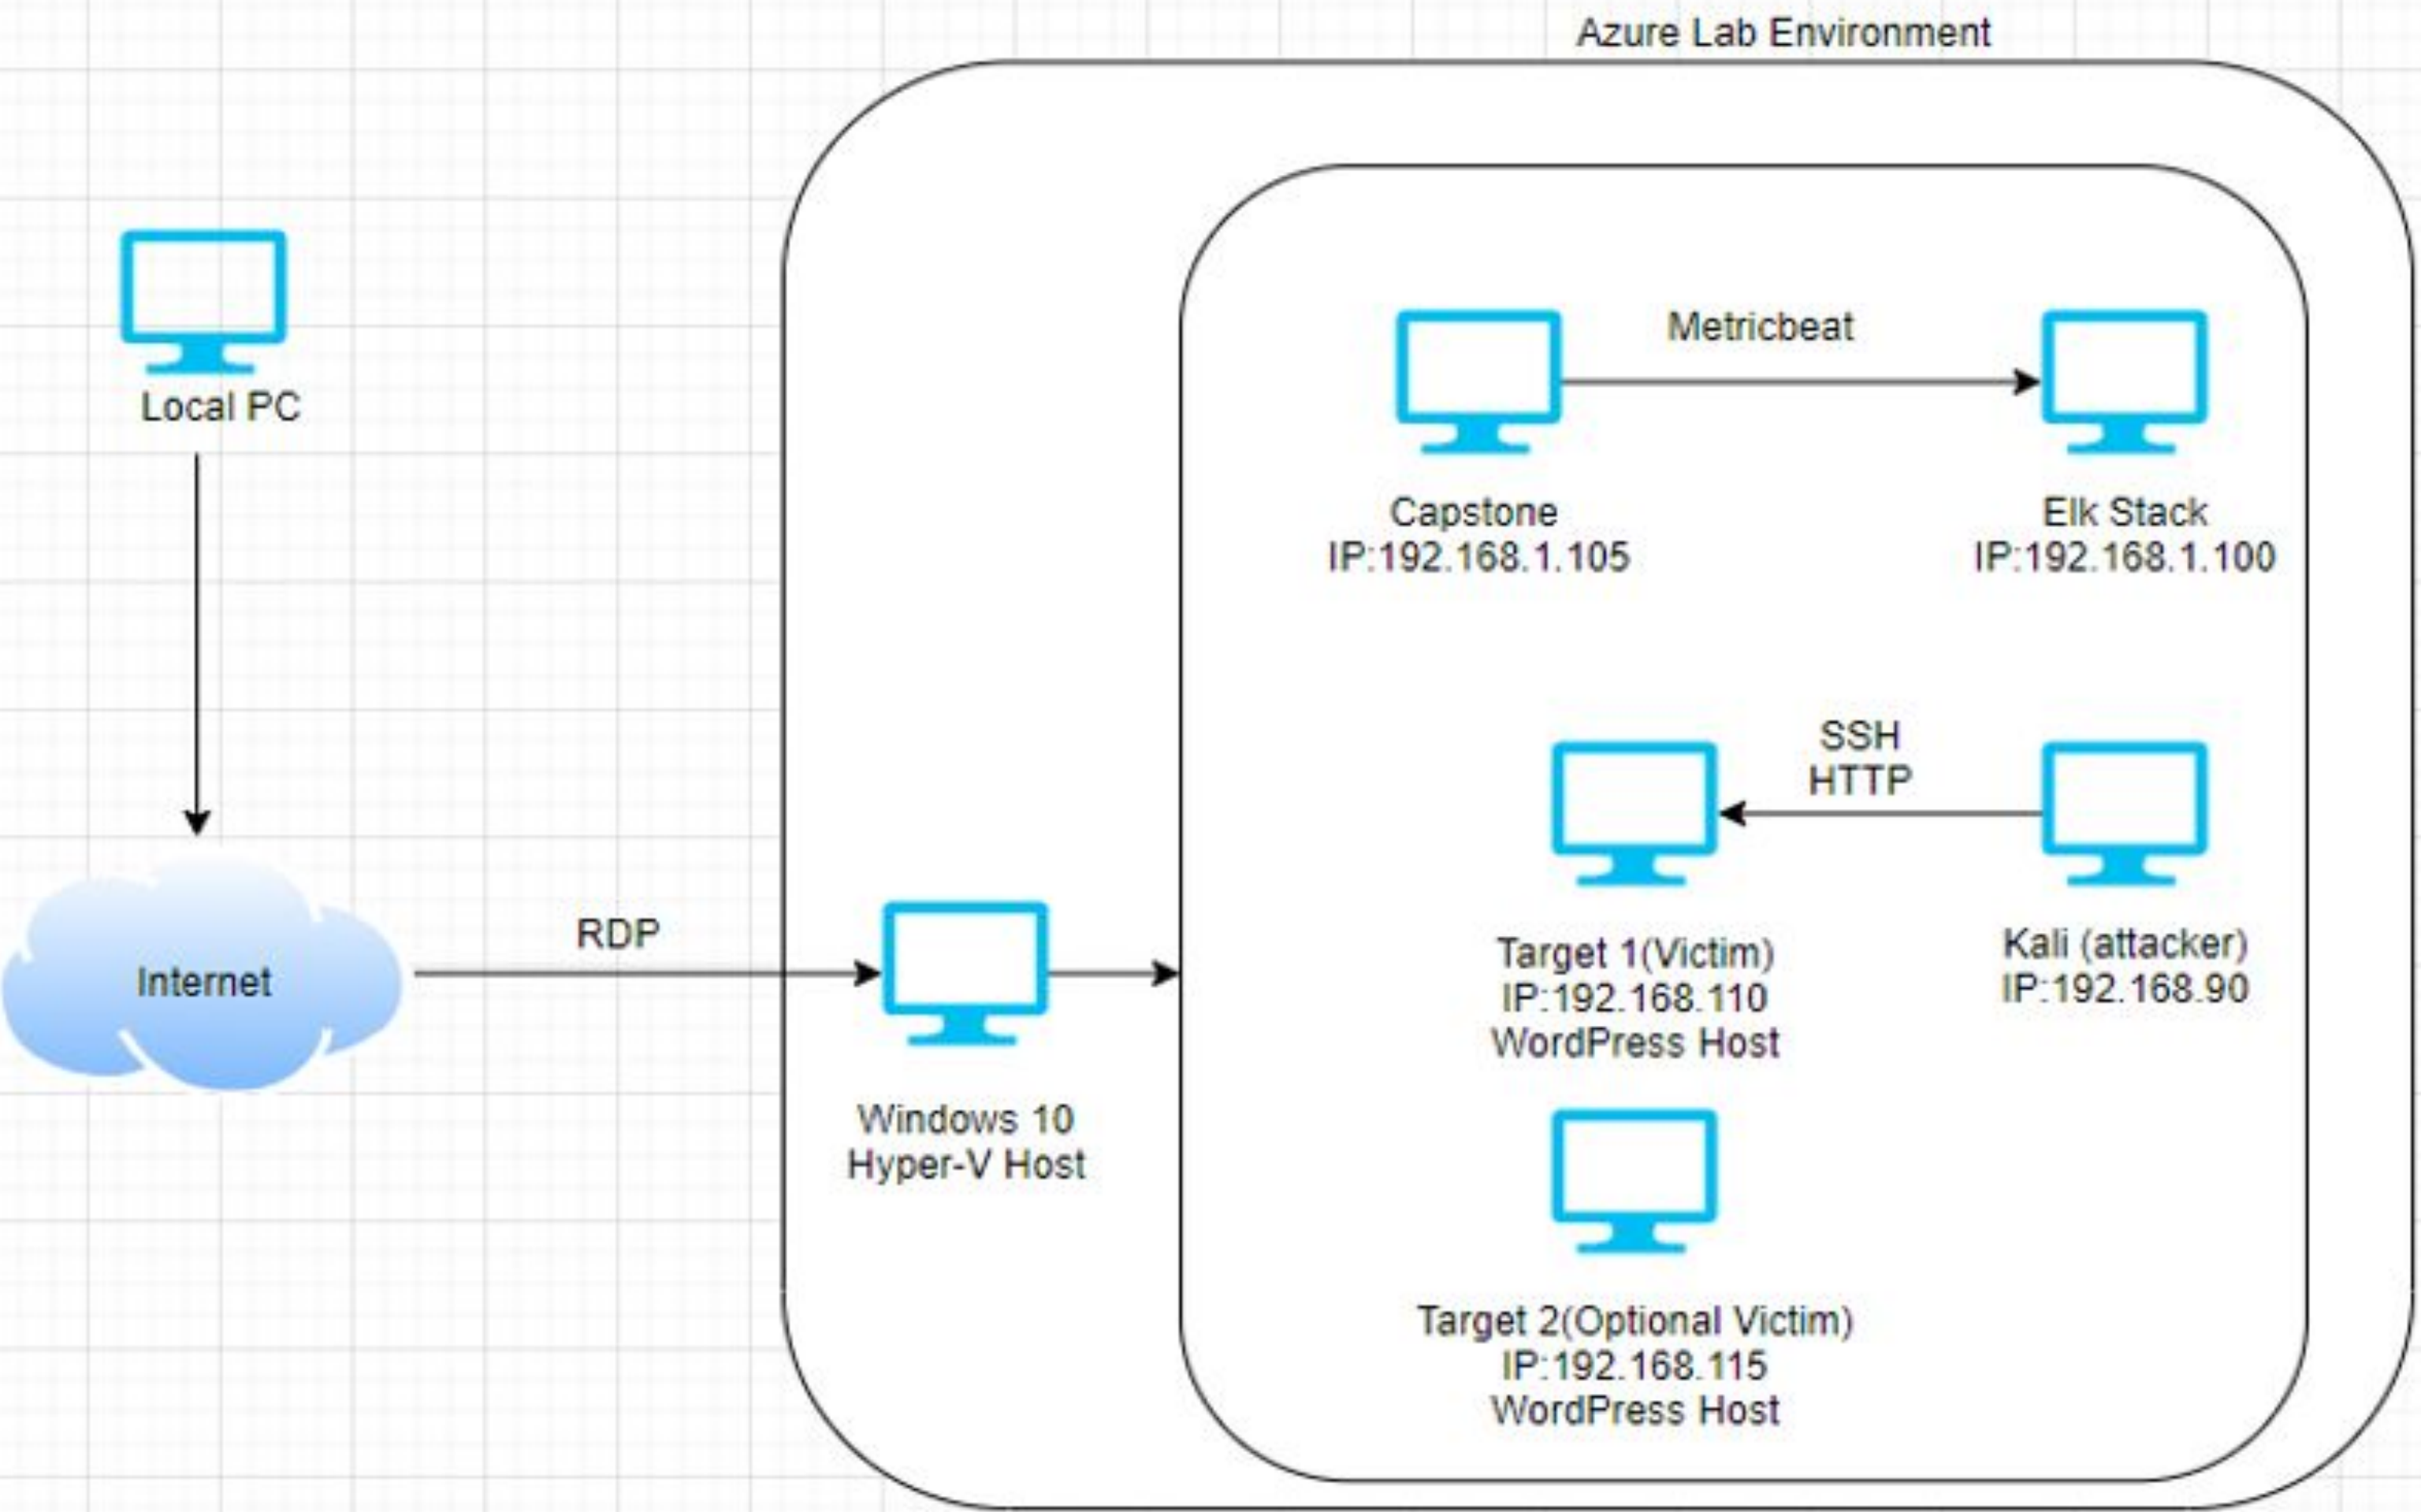 Azure Lab Environment
Local PC
Metricbeat
Capstone
IP:192.168.1.105
Elk Stack
IP:192.168.1.100
SSH
HTTP
Internet
RDP
Target 1(Victim)
IP:192.168.110
WordPress Host
Kali (attacker)
IP:192.168.90
Windows 10
Hyper-V Host
Target 2(Optional Victim)
IP:192.168.115
WordPress Host